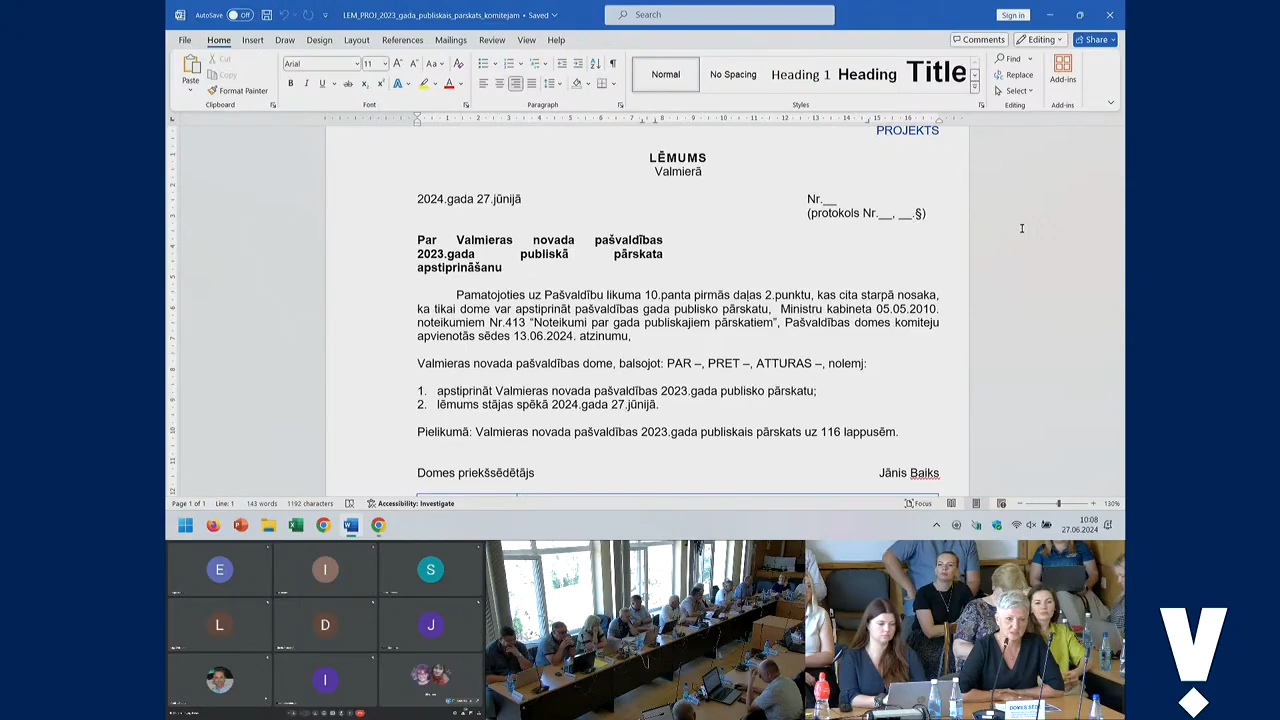 AutoSave Off LEM_PROJ_2023_gada_publiskais_parskats_komitejam • Saved Search Sign in
File Home Insert Draw Design Layout References Mailings Review View Help Comments Editing Share
Paste Cut Copy Format Painter
Arial
Normal No Spacing Heading 1 Heading Title
Find Replace Select Add-ins
Clipboard Font Paragraph Styles Editing Add-ins
PROJEKTS
LĒMUMS
Valmierā
2024.gada 27.jūnijā Nr.__
(protokols Nr.__, __.§)
Par Valmieras novada pašvaldības
2023.gada publiskā pārskata
apstiprināšanu
Pamatojoties uz Pašvaldību likuma 10.panta pirmās daļas 2.punktu, kas cita starpā nosaka,
ka tikai dome var apstiprināt pašvaldības gada publisko pārskatu, Ministru kabineta 05.05.2010.
noteikumiem Nr.413 "Noteikumi par gada publiskajiem pārskatiem", Pašvaldības domes komiteju
apvienotās sēdes 13.06.2024. atzinumu,
Valmieras novada pašvaldības dome, balsojot: PAR –, PRET –, ATTURAS –, nolemj:
1. apstiprināt Valmieras novada pašvaldības 2023.gada publisko pārskatu;
2. lēmums stājas spēkā 2024.gada 27.jūnijā.
Pielikumā: Valmieras novada pašvaldības 2023.gada publiskais pārskats uz 116 lappusēm.
Domes priekšsēdētājs Jānis Baiks
Page 1 of 1 Line: 1 143 words 1192 characters Accessibility: Investigate Focus 130%
10:08
27.06.2024
E I S
L D J
I